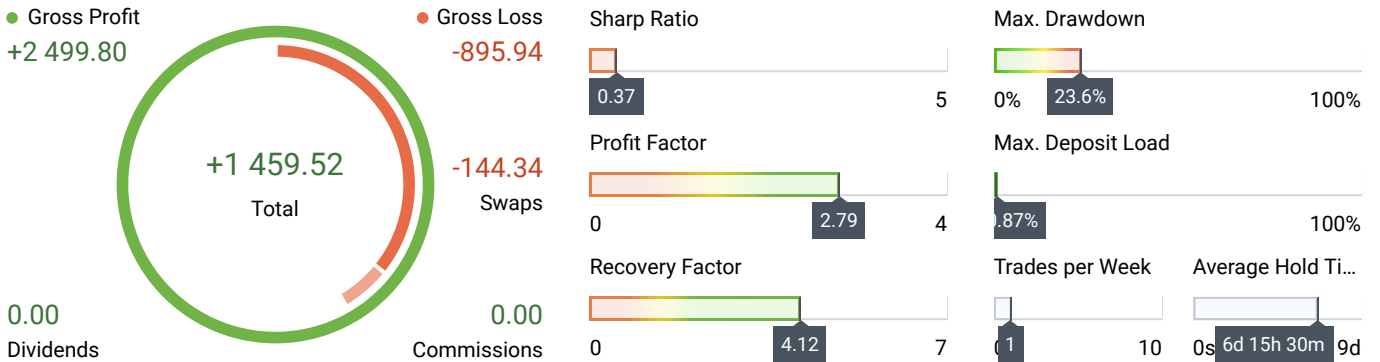 Gross Profit
+2 499.80
Gross Loss
-895.94
+1 459.52
Total
-144.34
Swaps
0.00
Dividends
0.00
Commissions
Sharp Ratio
0.37
5
Profit Factor
2.79
0
4
Recovery Factor
4.12
0
7
Max. Drawdown
0%
23.6%
100%
Max. Deposit Load
.87%
100%
Trades per Week
1
10
Average Hold Ti...
0s
6d 15h 30m
9d